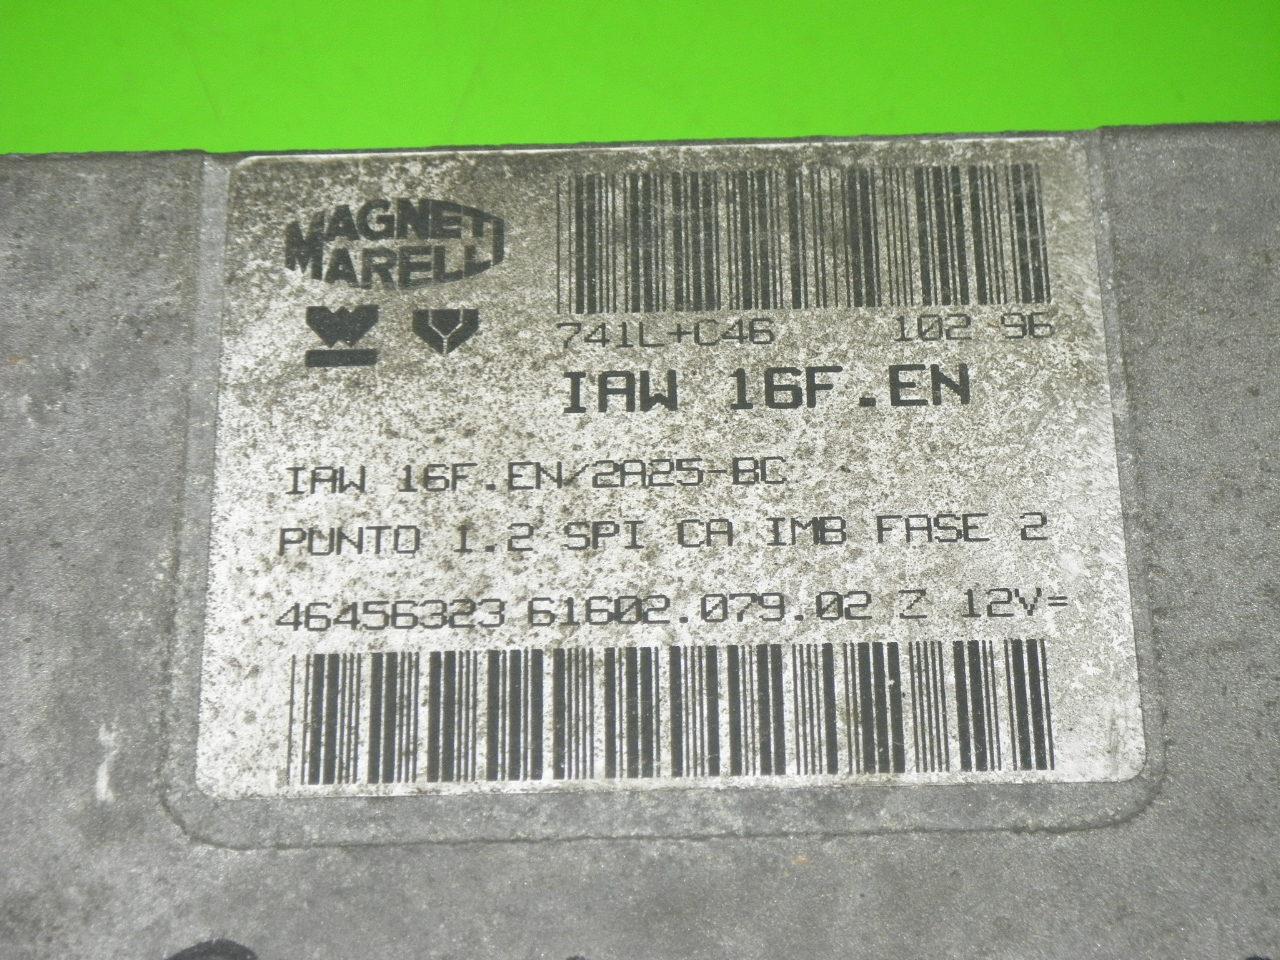 MAGNETI
MARELLI
741L+C46 102 96
IAW 16F.EN
IAW 16F.EN/2A25-BC
PUNTO 1.2 SPI CA IMB FASE 2
46456323 61602.079.02 Z 12V=